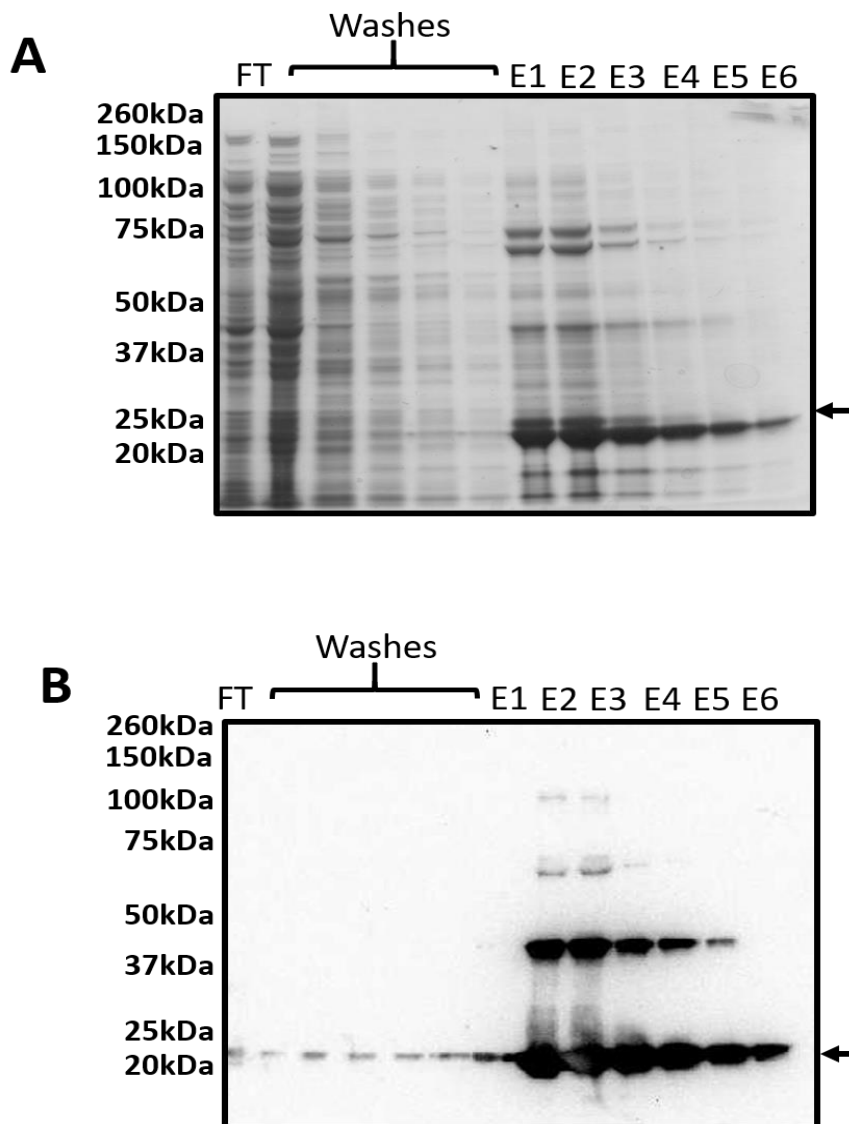 A
Washes
FT E1 E2 E3 E4 E5 E6
260kDa
150kDa
100kDa
75kDa
50kDa
37kDa
25kDa
20kDa
B
Washes
FT E1 E2 E3 E4 E5 E6
260kDa
150kDa
100kDa
75kDa
50kDa
37kDa
25kDa
20kDa